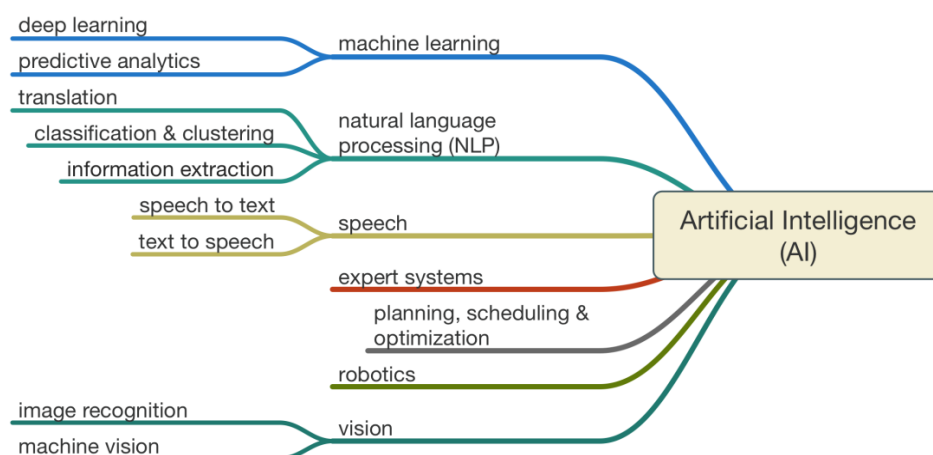 deep learning
machine learning
predictive analytics
translation
natural language
processing (NLP)
classification & clustering
information extraction
speech to text
speech
text to speech
Artificial Intelligence
(AI)
expert systems
planning, scheduling &
optimization
robotics
image recognition
vision
machine vision